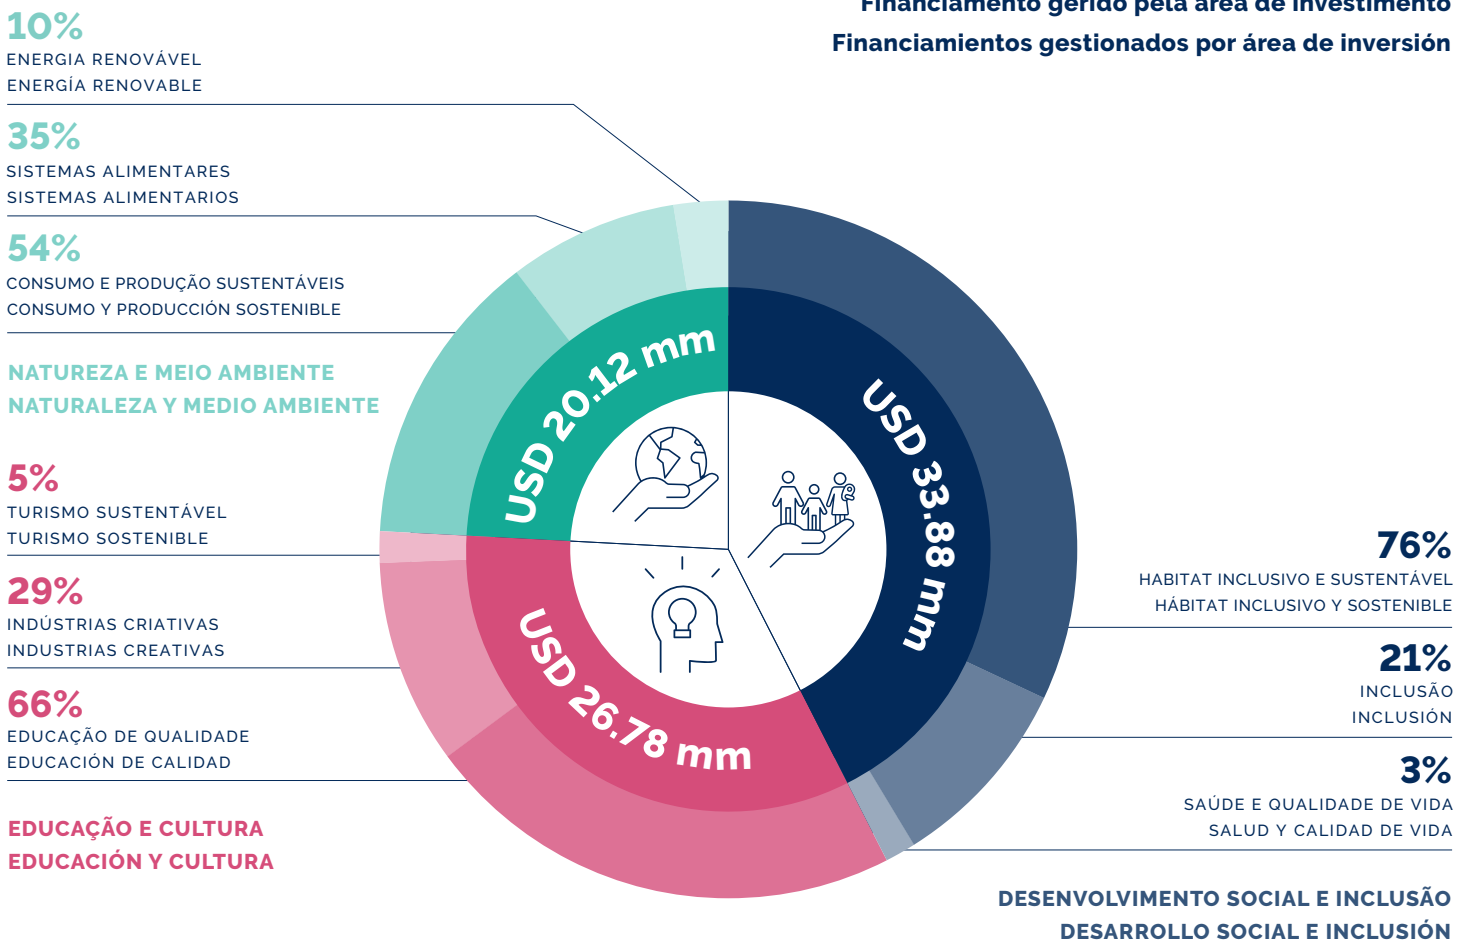 Financiamento gerido pela área de investimento
Financiamientos gestionados por área de inversión
10%
ENERGIA RENOVÁVEL
ENERGÍA RENOVABLE
35%
SISTEMAS ALIMENTARES
SISTEMAS ALIMENTARIOS
54%
CONSUMO E PRODUÇÃO SUSTENTÁVEIS
CONSUMO Y PRODUCCIÓN SOSTENIBLE
NATUREZA E MEIO AMBIENTE
NATURALEZA Y MEDIO AMBIENTE
5%
TURISMO SUSTENTÁVEL
TURISMO SOSTENIBLE
29%
INDÚSTRIAS CRIATIVAS
INDUSTRIAS CREATIVAS
66%
EDUCAÇÃO DE QUALIDADE
EDUCACIÓN DE CALIDAD
EDUCAÇÃO E CULTURA
EDUCACIÓN Y CULTURA
USD 20.12 mm
USD 33.88 mm
USD 26.78 mm
76%
HABITAT INCLUSIVO E SUSTENTÁVEL
HÁBITAT INCLUSIVO Y SOSTENIBLE
21%
INCLUSÃO
INCLUSIÓN
3%
SAÚDE E QUALIDADE DE VIDA
SALUD Y CALIDAD DE VIDA
DESENVOLVIMENTO SOCIAL E INCLUSÃO
DESARROLLO SOCIAL E INCLUSIÓN